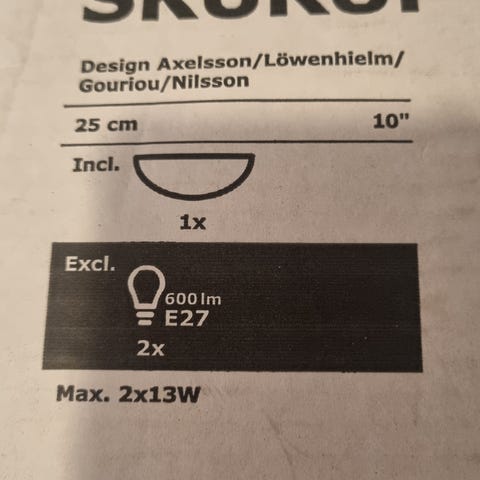 Design Axelsson/Löwenhielm/
Gouriou/Nilsson
25 cm 10"
Incl.
1x
Excl.
600 lm
E27
2x
Max. 2x13W